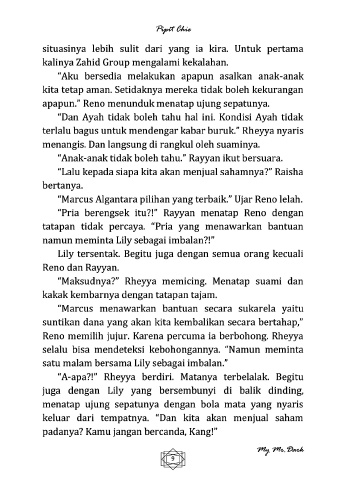 Pipit Chie
situasinya lebih sulit dari yang ia kira. Untuk pertama
kalinya Zahid Group mengalami kekalahan.
“Aku bersedia melakukan apapun asalkan anak-anak
kita tetap aman. Setidaknya mereka tidak boleh kekurangan
apapun.” Reno menunduk menatap ujung sepatunya.
“Dan Ayah tidak boleh tahu hal ini. Kondisi Ayah tidak
terlalu bagus untuk mendengar kabar buruk.” Rheyya nyaris
menangis. Dan langsung di rangkul oleh suaminya.
“Anak-anak tidak boleh tahu.” Rayyan ikut bersuara.
“Lalu kepada siapa kita akan menjual sahamnya?” Raisha
bertanya.
“Marcus Algantara pilihan yang terbaik.” Ujar Reno lelah.
“Pria berengsek itu?!” Rayyan menatap Reno dengan
tatapan tidak percaya. “Pria yang menawarkan bantuan
namun meminta Lily sebagai imbalan?!”
Lily tersentak. Begitu juga dengan semua orang kecuali
Reno dan Rayyan.
“Maksudnya?” Rheyya memicing. Menatap suami dan
kakak kembarnya dengan tatapan tajam.
“Marcus menawarkan bantuan secara sukarela yaitu
suntikan dana yang akan kita kembalikan secara bertahap,”
Reno memilih jujur. Karena percuma ia berbohong. Rheyya
selalu bisa mendeteksi kebohongannya. “Namun meminta
satu malam bersama Lily sebagai imbalan.”
“A-apa?!” Rheyya berdiri. Matanya terbelalak. Begitu
juga dengan Lily yang bersembunyi di balik dinding,
menatap ujung sepatunya dengan bola mata yang nyaris
keluar dari tempatnya. “Dan kita akan menjual saham
padanya? Kamu jangan bercanda, Kang!”
9
My Mr. Dark